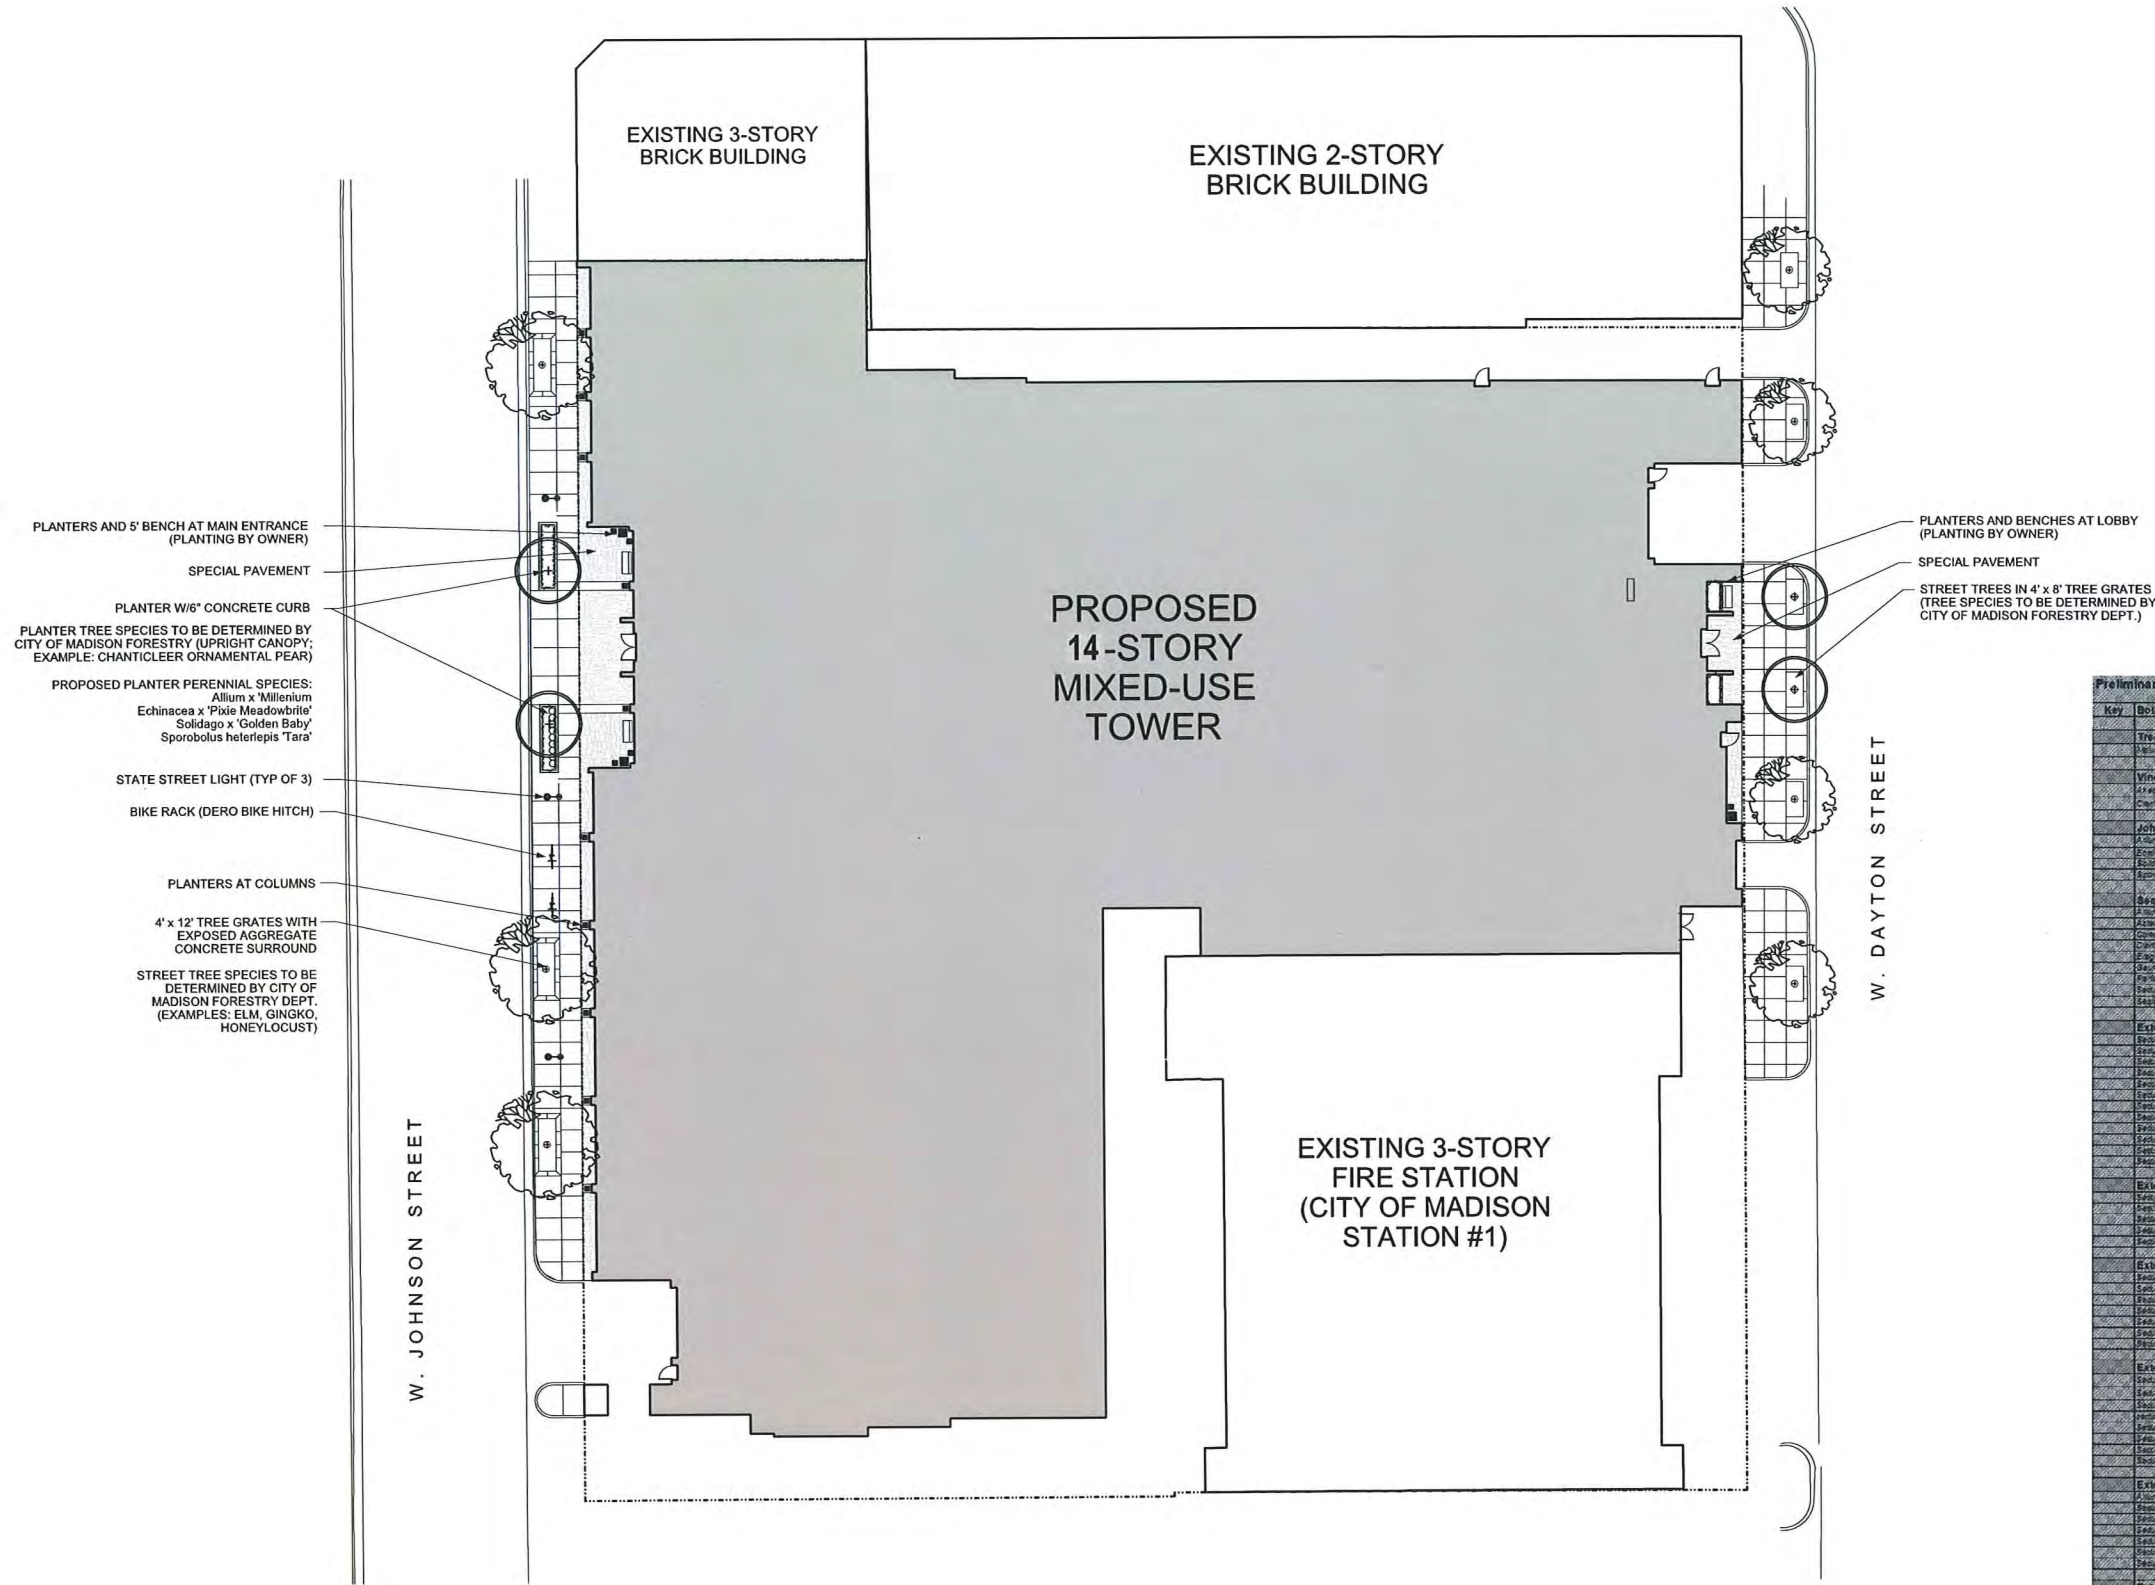 EXISTING 3-STORY
BRICK BUILDING
EXISTING 2-STORY
BRICK BUILDING
PLANTERS AND 5' BENCH AT MAIN ENTRANCE
(PLANTING BY OWNER)
SPECIAL PAVEMENT
PLANTER W/6" CONCRETE CURB
PLANTER TREE SPECIES TO BE DETERMINED BY
CITY OF MADISON FORESTRY (UPRIGHT CANOPY;
EXAMPLE: CHANTICLEER ORNAMENTAL PEAR)
PROPOSED PLANTER PERENNIAL SPECIES:
Allium x 'Millenium
Echinacea x 'Pixie Meadowbrite'
Solidago x 'Golden Baby'
Sporobolus heterlepis 'Tara'
STATE STREET LIGHT (TYP OF 3)
BIKE RACK (DERO BIKE HITCH)
PLANTERS AT COLUMNS
4' x 12' TREE GRATES WITH
EXPOSED AGGREGATE
CONCRETE SURROUND
STREET TREE SPECIES TO BE
DETERMINED BY CITY OF
MADISON FORESTRY DEPT.
(EXAMPLES: ELM, GINGKO,
HONEYLOCUST)
W. JOHNSON STREET
PROPOSED
14-STORY
MIXED-USE
TOWER
EXISTING 3-STORY
FIRE STATION
(CITY OF MADISON
STATION #1)
PLANTERS AND BENCHES AT LOBBY
(PLANTING BY OWNER)
SPECIAL PAVEMENT
STREET TREES IN 4' x 8' TREE GRATES
(TREE SPECIES TO BE DETERMINED BY
CITY OF MADISON FORESTRY DEPT.)
W. DAYTON STREET
Key